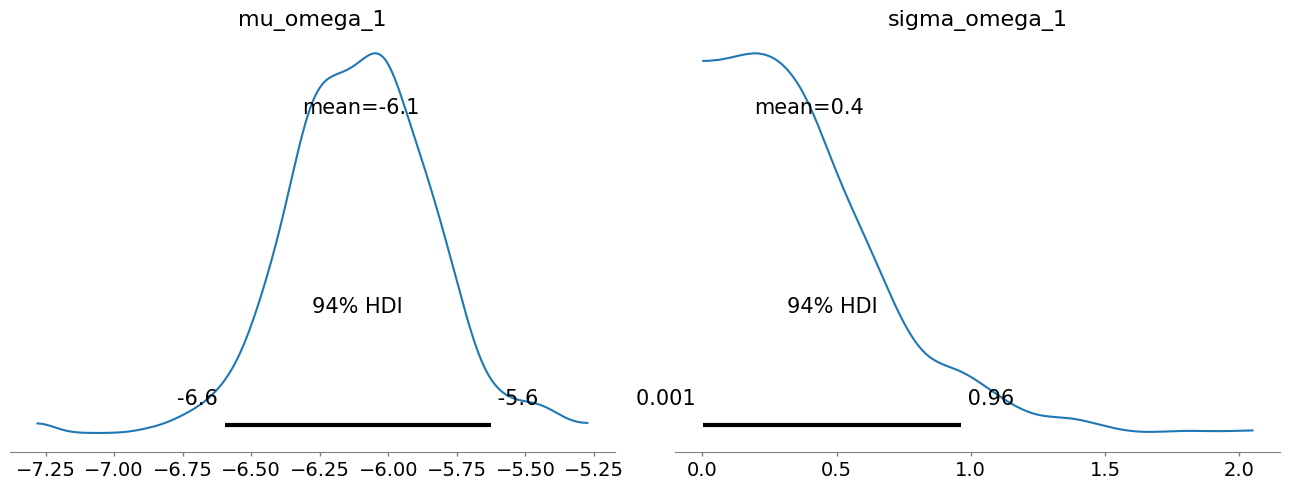 mu_omega_1
mean=-6.1
94% HDI
-6.6
-5.6
−7.25 −7.00 −6.75 −6.50 −6.25 −6.00 −5.75 −5.50 −5.25
sigma_omega_1
mean=0.4
94% HDI
0.001
0.96
0.0 0.5 1.0 1.5 2.0